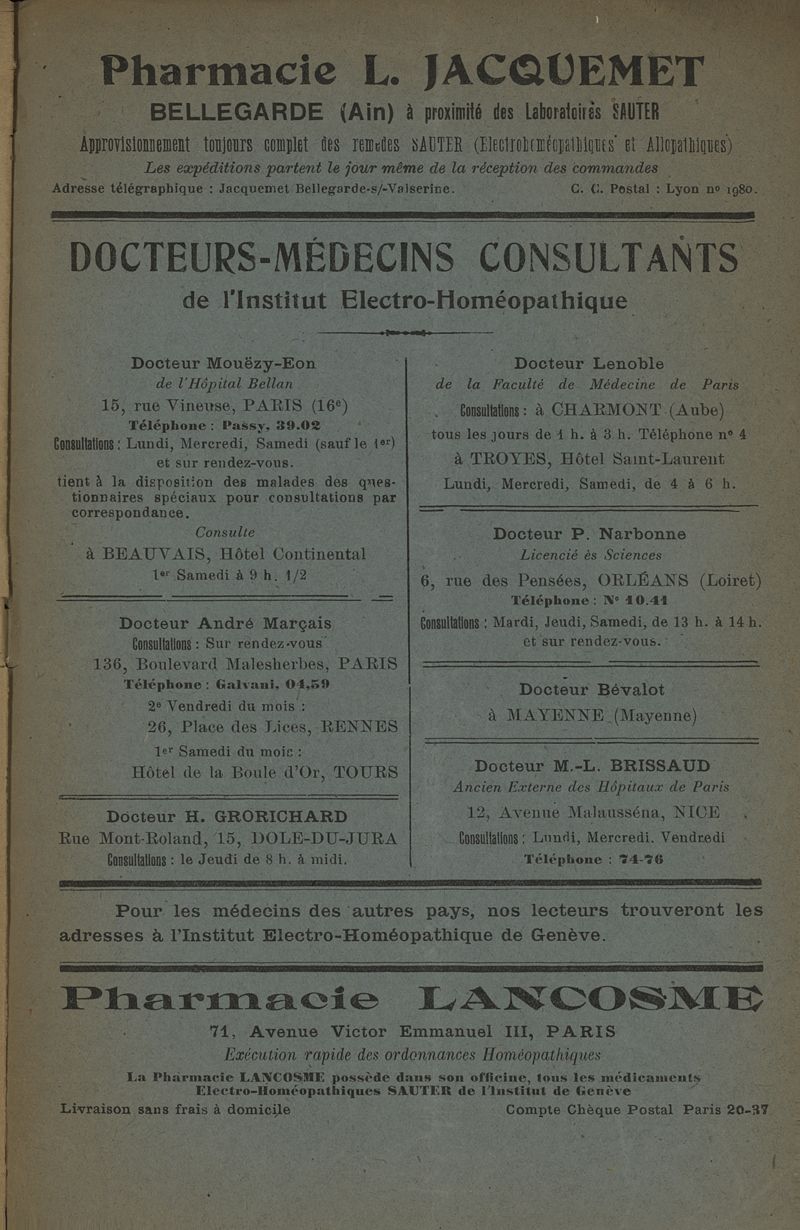 Pharmacie L. JACQUEMET
BELLEGARDE (Ain) à proximité des Laboratoires SAUTER
Approvisionnement toujours complet des remèdes SAUTER (Electrohoméopathiques et Allopathiques)
Les expéditions partent le jour même de la réception des commandes
Adresse télégraphique : Jacquemet Bellegarde-s/-Valserine. C. C. Postal : Lyon nº 1980.
DOCTEURS-MÉDECINS CONSULTANTS
de l'Institut Electro-Homéopathique
Docteur Mouëzy-Eon
de l'Hôpital Bellan
15, rue Vineuse, PARIS (16e)
Téléphone : Passy, 39.02
Consultations : Lundi, Mercredi, Samedi (sauf le 1er)
et sur rendez-vous.
tient à la disposition des malades des ques-
tionnaires spéciaux pour consultations par
correspondance.
Consulte
à BEAUVAIS, Hôtel Continental
1er Samedi à 9 h. 1/2
Docteur André Marçais
Consultations : Sur rendez-vous
136, Boulevard Malesherbes, PARIS
Téléphone : Galvani, 04,59
2e Vendredi du mois :
26, Place des Lices, RENNES
1er Samedi du mois :
Hôtel de la Boule d'Or, TOURS
Docteur H. GRORICHARD
Rue Mont-Roland, 15, DOLE-DU-JURA
Consultations : le Jeudi de 8 h. à midi.
Docteur Lenoble
de la Faculté de Médecine de Paris
Consultations : à CHARMONT (Aube)
tous les jours de 1 h. à 3 h. Téléphone nº 4
à TROYES, Hôtel Saint-Laurent
Lundi, Mercredi, Samedi, de 4 à 6 h.
Docteur P. Narbonne
Licencié ès Sciences
6, rue des Pensées, ORLÉANS (Loiret)
Téléphone : Nº 10.41
Consultations : Mardi, Jeudi, Samedi, de 13 h. à 14 h.
et sur rendez-vous.
Docteur Bévalot
à MAYENNE (Mayenne)
Docteur M.-L. BRISSAUD
Ancien Externe des Hôpitaux de Paris
12, Avenue Malausséna, NICE
Consultations : Lundi, Mercredi. Vendredi
Téléphone : 74-76
Pour les médecins des autres pays, nos lecteurs trouveront les
adresses à l'Institut Electro-Homéopathique de Genève.
Pharmacie LANCOSME
71, Avenue Victor Emmanuel III, PARIS
Exécution rapide des ordonnances Homéopathiques
La Pharmacie LANCOSME possède dans son officine, tous les médicaments
Electro-Homéopathiques SAUTER de l'Institut de Genève
Livraison sans frais à domicile Compte Chèque Postal Paris 20-37